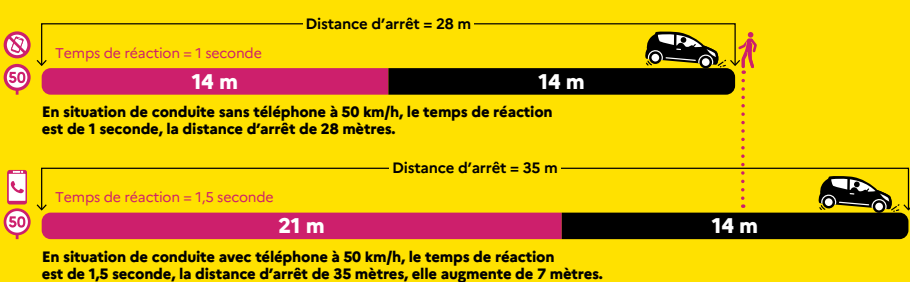 Distance d’arrêt = 28 m
Temps de réaction = 1 seconde
50
14 m
14 m
En situation de conduite sans téléphone à 50 km/h, le temps de réaction
est de 1 seconde, la distance d’arrêt de 28 mètres.
Distance d’arrêt = 35 m
Temps de réaction = 1,5 seconde
50
21 m
14 m
En situation de conduite avec téléphone à 50 km/h, le temps de réaction
est de 1,5 seconde, la distance d’arrêt de 35 mètres, elle augmente de 7 mètres.